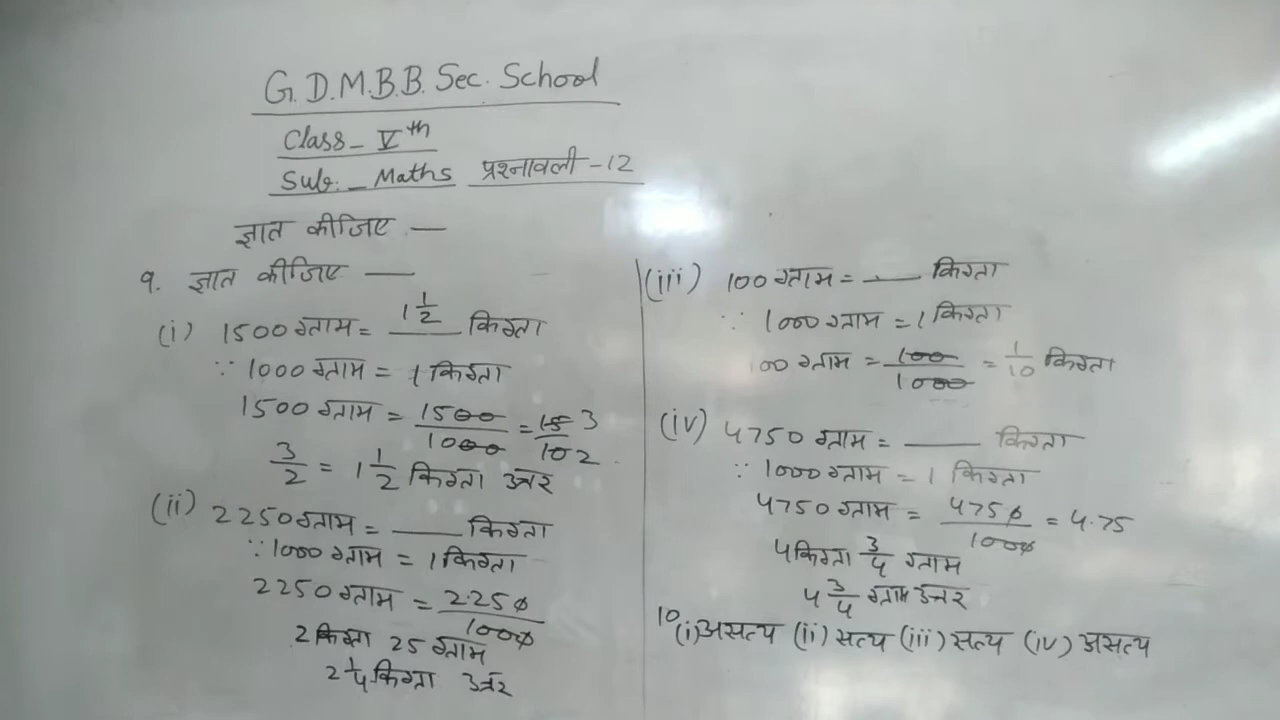 G.D.M.B.B. Sec. School
Class - Vth
Sub. - Maths प्रश्नावली - 12
ज्ञात कीजिए. —
9. ज्ञात कीजिए —
(i) 1500 ग्राम = 1 1/2 किग्रा
∵ 1000 ग्राम = 1 किग्रा
1500 ग्राम = 1500/1000 = 15/10 3/2
3/2 = 1 1/2 किग्रा उत्तर
(ii) 2250 ग्राम = ___ किग्रा
∵ 1000 ग्राम = 1 किग्रा
2250 ग्राम = 2250/1000
2 किग्रा 25 ग्राम
2 1/4 किग्रा उत्तर
(iii) 100 ग्राम = ___ किग्रा
∵ 1000 ग्राम = 1 किग्रा
100 ग्राम = 100/1000 = 1/10 किग्रा
(iv) 4750 ग्राम = ___ किग्रा
∵ 1000 ग्राम = 1 किग्रा
4750 ग्राम = 4750/1000 = 4.75
4 किग्रा 3/4 ग्राम
4 3/4 ग्राम उत्तर
10 (i) असत्य (ii) सत्य (iii) सत्य (iv) असत्य